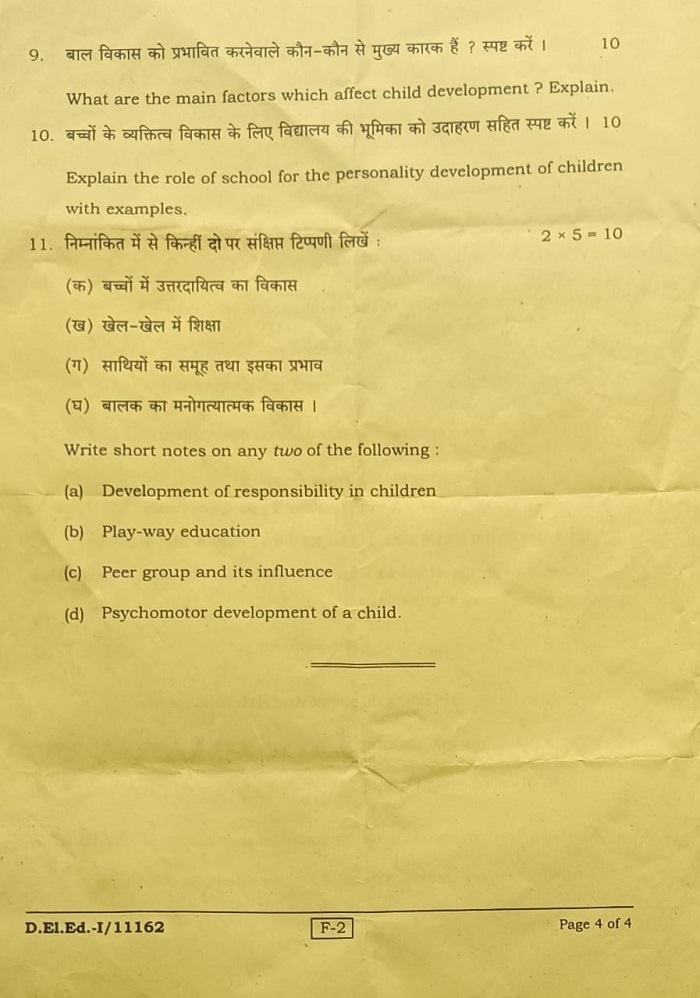 9. बाल विकास को प्रभावित करनेवाले कौन-कौन से मुख्य कारक हैं ? स्पष्ट करें । 10
What are the main factors which affect child development ? Explain.
10. बच्चों के व्यक्तित्व विकास के लिए विद्यालय की भूमिका को उदाहरण सहित स्पष्ट करें । 10
Explain the role of school for the personality development of children
with examples.
11. निम्नांकित में से किन्हीं दो पर संक्षिप्त टिप्पणी लिखें : 2 × 5 = 10
(क) बच्चों में उत्तरदायित्व का विकास
(ख) खेल-खेल में शिक्षा
(ग) साथियों का समूह तथा इसका प्रभाव
(घ) बालक का मनोगत्यात्मक विकास ।
Write short notes on any two of the following :
(a) Development of responsibility in children
(b) Play-way education
(c) Peer group and its influence
(d) Psychomotor development of a child.
D.El.Ed.-I/11162 F-2 Page 4 of 4